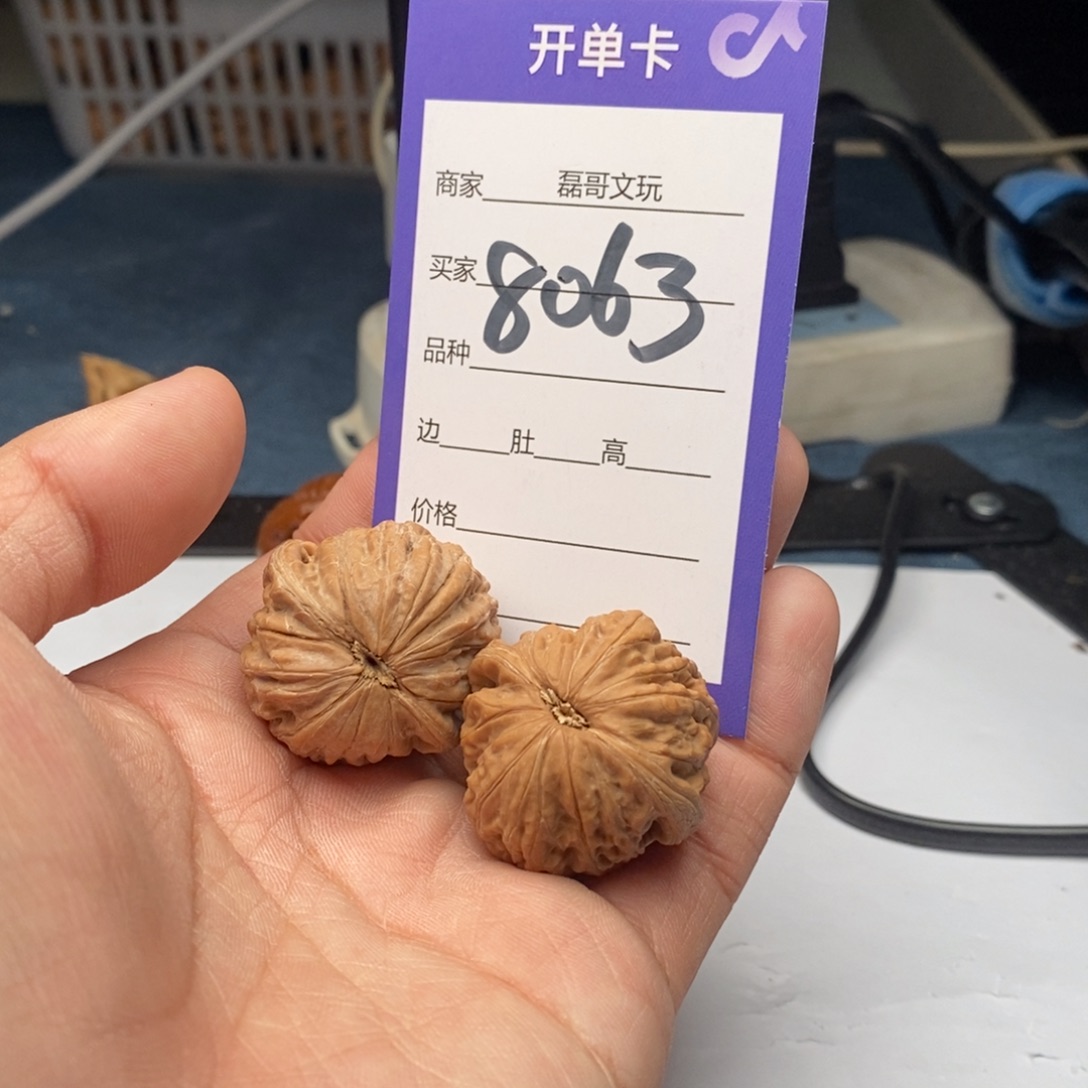 开单卡
商家 磊哥文玩
买家 8063
品种
边 肚 高
价格